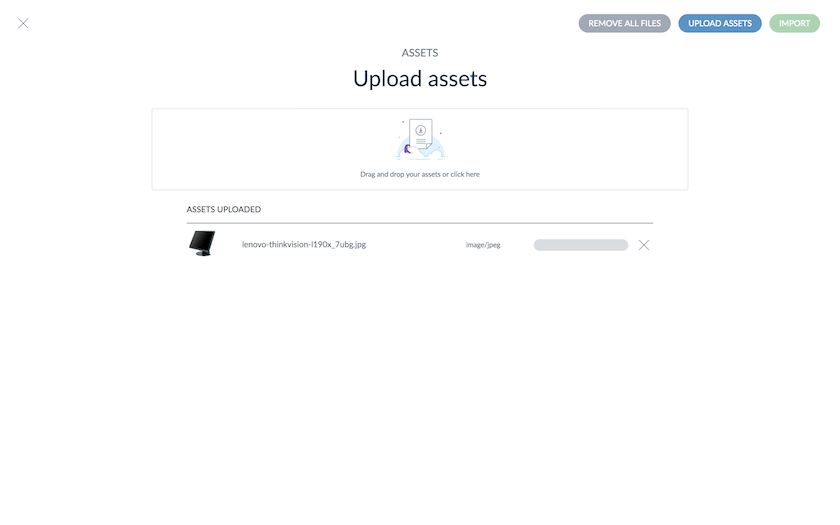 REMOVE ALL FILES
UPLOAD ASSETS
IMPORT
ASSETS
Upload assets
Drag and drop your assets or click here
ASSETS UPLOADED
lenovo-thinkvision-l190x_7ubg.jpg
image/jpeg